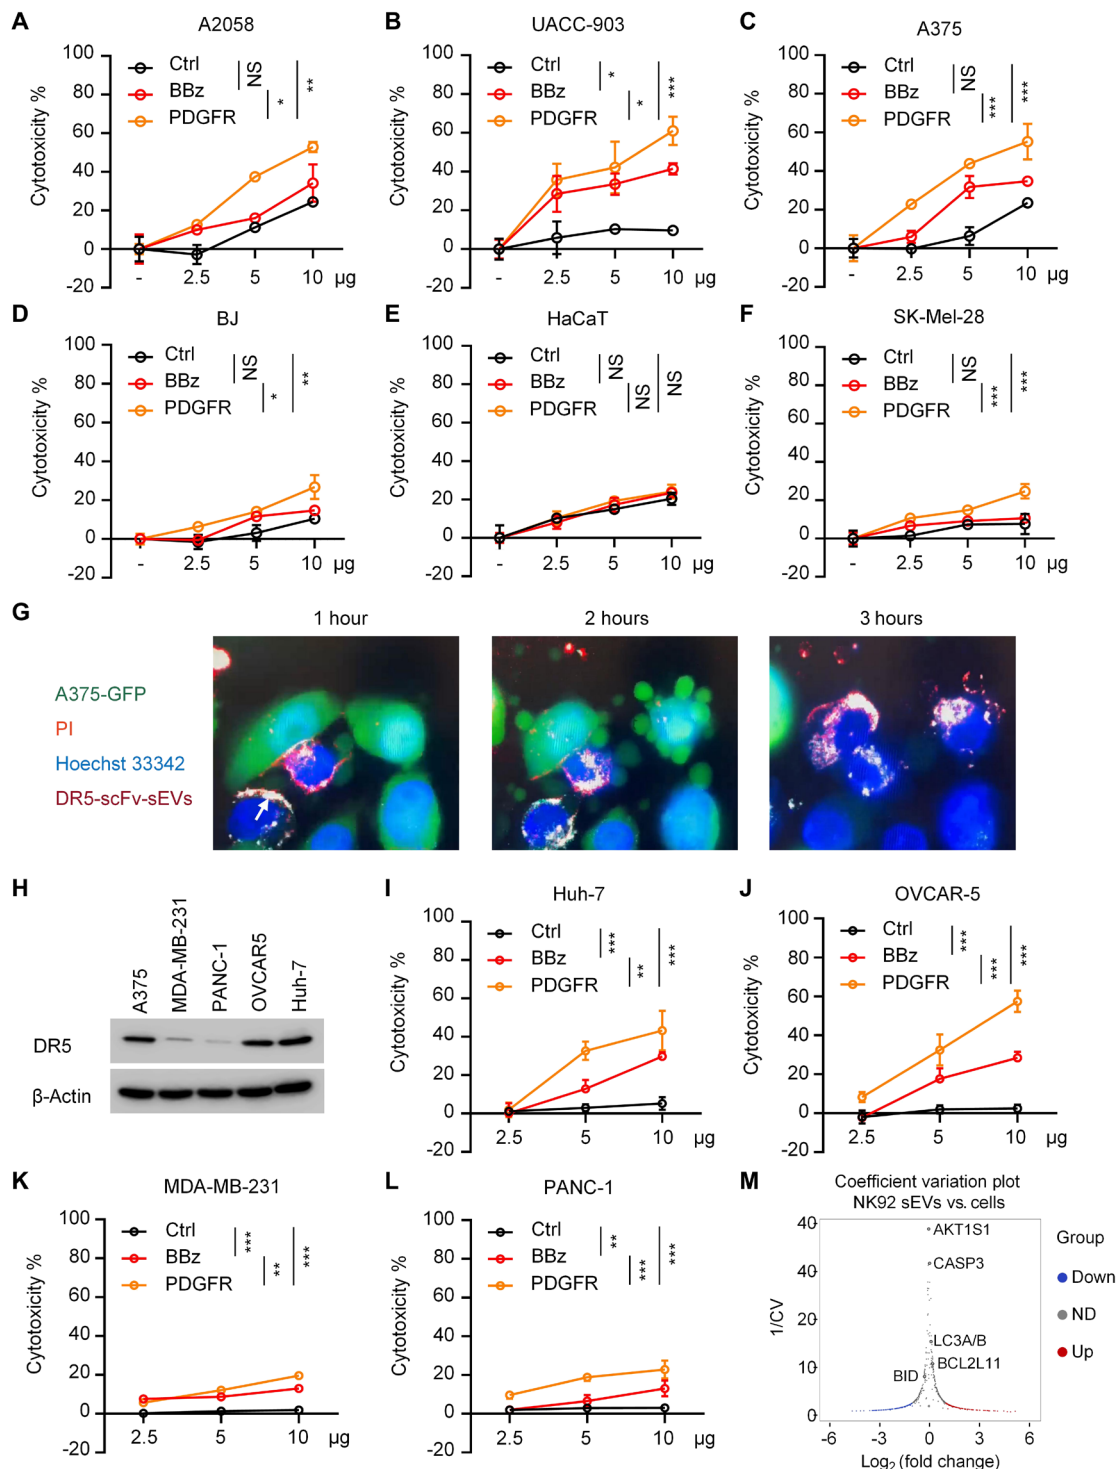 A
A2058
Cytotoxicity %
100
80
60
40
20
0
-20
Ctrl
BBz
PDGFR
NS
*
**
- 2.5 5 10 µg
B
UACC-903
Cytotoxicity %
100
80
60
40
20
0
-20
Ctrl
BBz
PDGFR
*
*
***
- 2.5 5 10 µg
C
A375
Cytotoxicity %
100
80
60
40
20
0
-20
Ctrl
BBz
PDGFR
NS
***
***
- 2.5 5 10 µg
D
BJ
Cytotoxicity %
100
80
60
40
20
0
-20
Ctrl
BBz
PDGFR
NS
*
**
- 2.5 5 10 µg
E
HaCaT
Cytotoxicity %
100
80
60
40
20
0
-20
Ctrl
BBz
PDGFR
NS
NS
NS
- 2.5 5 10 µg
F
SK-Mel-28
Cytotoxicity %
100
80
60
40
20
0
-20
Ctrl
BBz
PDGFR
NS
***
***
- 2.5 5 10 µg
G
1 hour
2 hours
3 hours
A375-GFP
PI
Hoechst 33342
DR5-scFv-sEVs
H
A375
MDA-MB-231
PANC-1
OVCAR5
Huh-7
DR5
β-Actin
I
Huh-7
Cytotoxicity %
100
80
60
40
20
0
-20
Ctrl
BBz
PDGFR
***
**
***
2.5 5 10 µg
J
OVCAR-5
Cytotoxicity %
100
80
60
40
20
0
-20
Ctrl
BBz
PDGFR
***
***
***
2.5 5 10 µg
K
MDA-MB-231
Cytotoxicity %
100
80
60
40
20
0
-20
Ctrl
BBz
PDGFR
***
**
***
2.5 5 10 µg
L
PANC-1
Cytotoxicity %
100
80
60
40
20
0
-20
Ctrl
BBz
PDGFR
**
***
***
2.5 5 10 µg
M
Coefficient variation plot
NK92 sEVs vs. cells
1/CV
40
40
20
10
0
AKT1S1
CASP3
LC3A/B
BCL2L11
BID
-6 -3 0 3 6
Log2 (fold change)
Group
Down
ND
Up